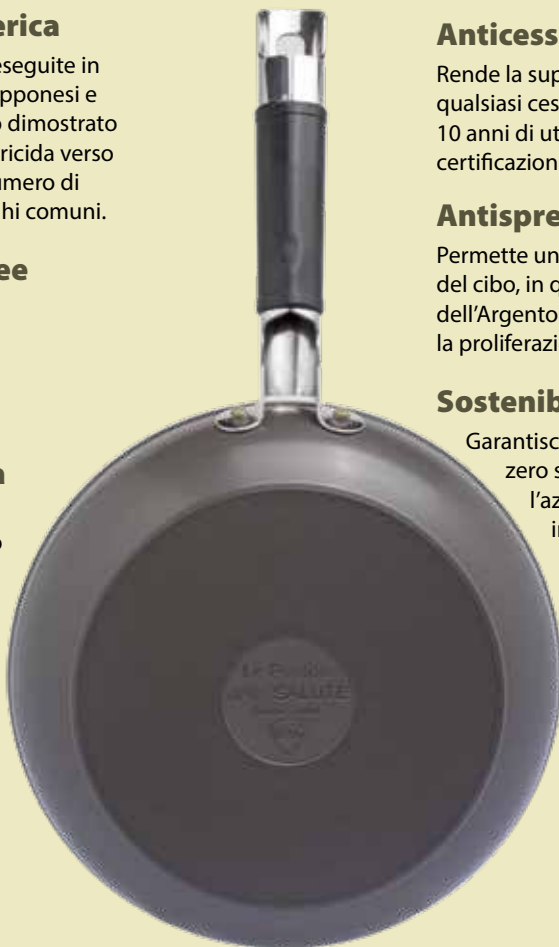 erica
eseguite in
pponesi e
o dimostrato
ricida verso
umero di
hi comuni.
ee
a
o
Anticess
Rende la sup
qualsiasi ces
10 anni di ut
certificazion
Antispre
Permette un
del cibo, in q
dell'Argento
la proliferazi
Sostenib
Garantisc
zero s
l'az
i
SALUTE